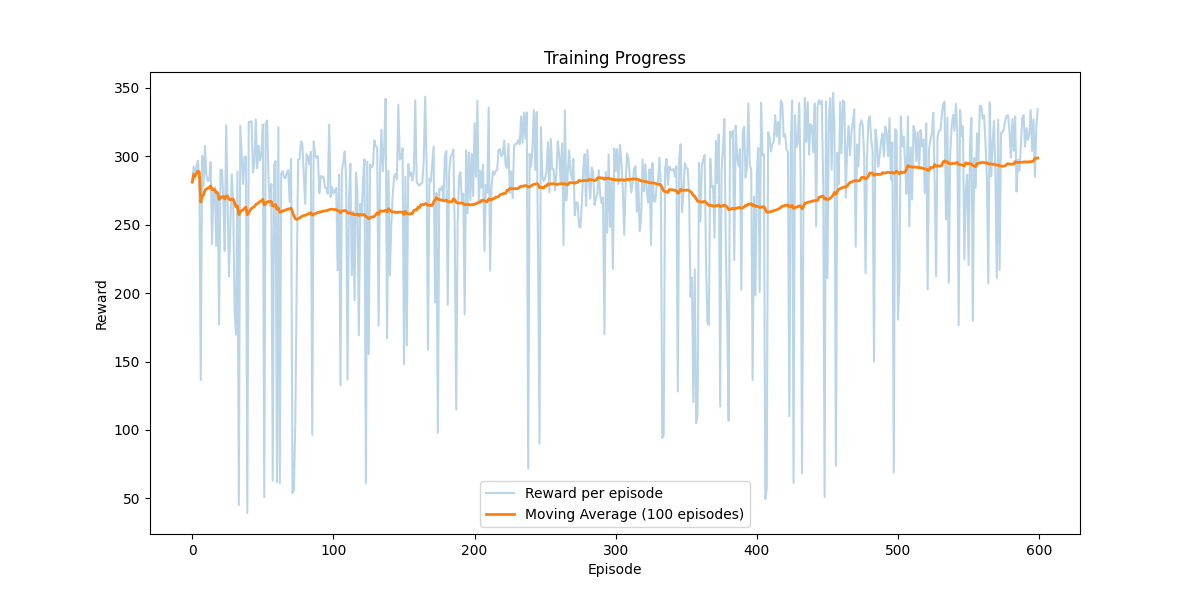 Training Progress
350
300
250
200
150
100
50
Reward
Reward per episode
Moving Average (100 episodes)
0
100
200
300
400
500
600
Episode